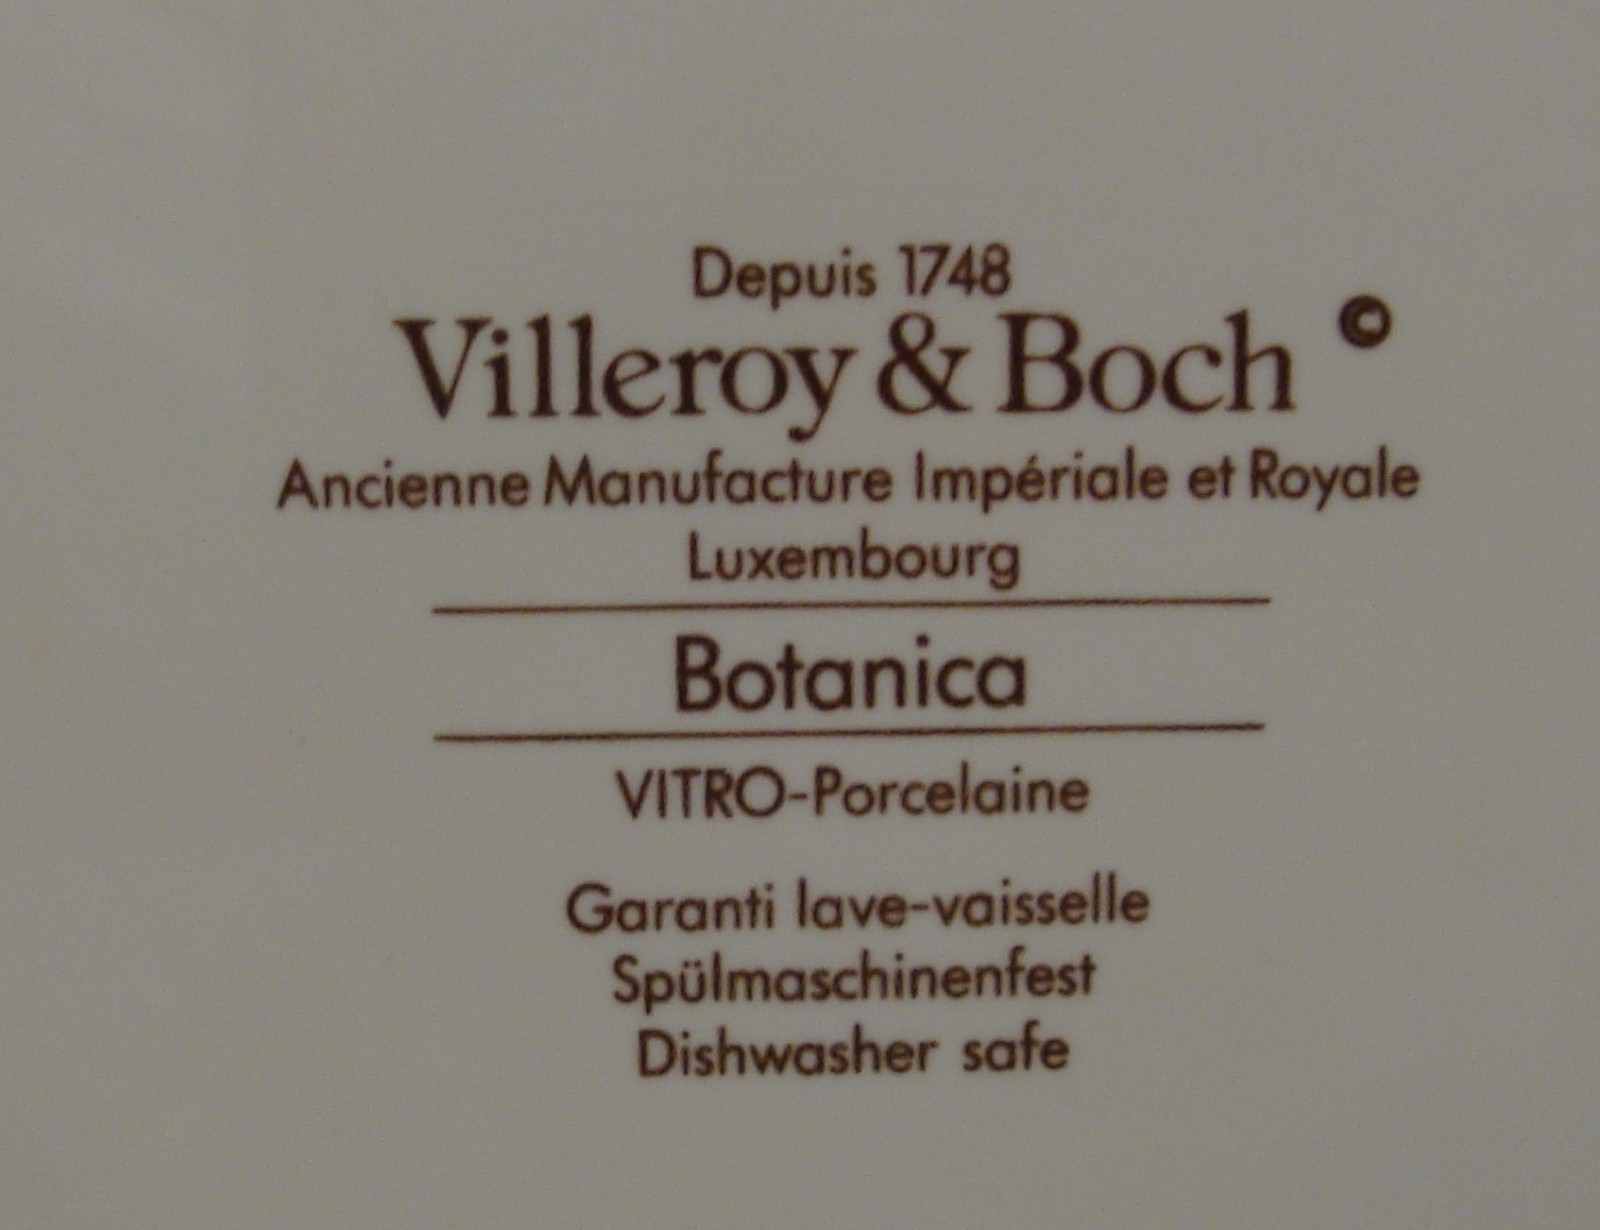 Depuis 1748
Villeroy & Boch ©
Ancienne Manufacture Impériale et Royale
Luxembourg
Botanica
VITRO-Porcelaine
Garanti lave-vaisselle
Spülmaschinenfest
Dishwasher safe